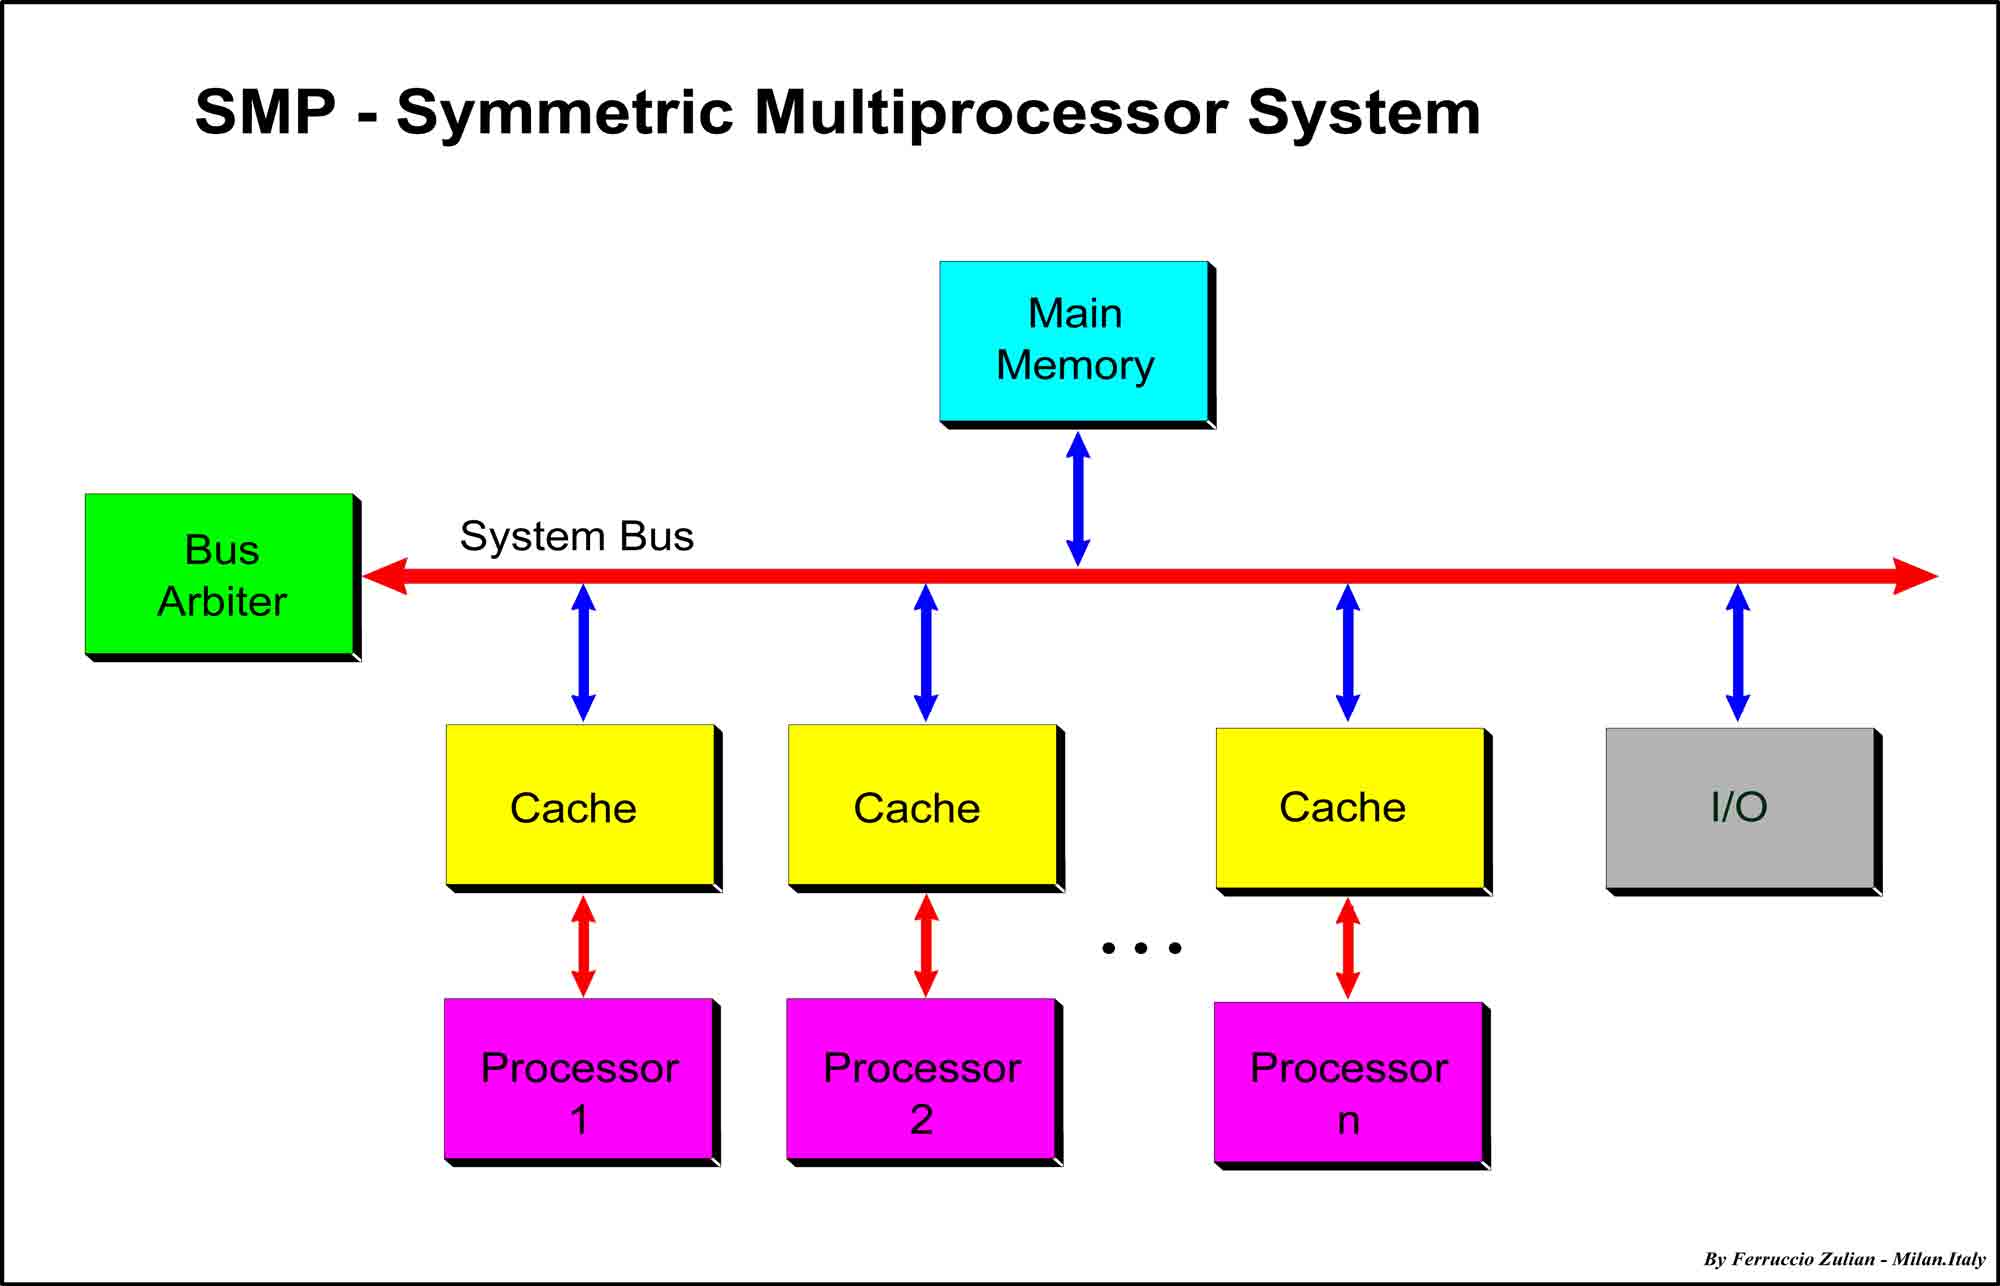 SMP - Symmetric Multiprocessor System
Main
Memory
Bus
Arbiter
System Bus
Cache
Cache
Cache
I/O
• • •
Processor
1
Processor
2
Processor
n
By Ferruccio Zulian - Milan.Italy